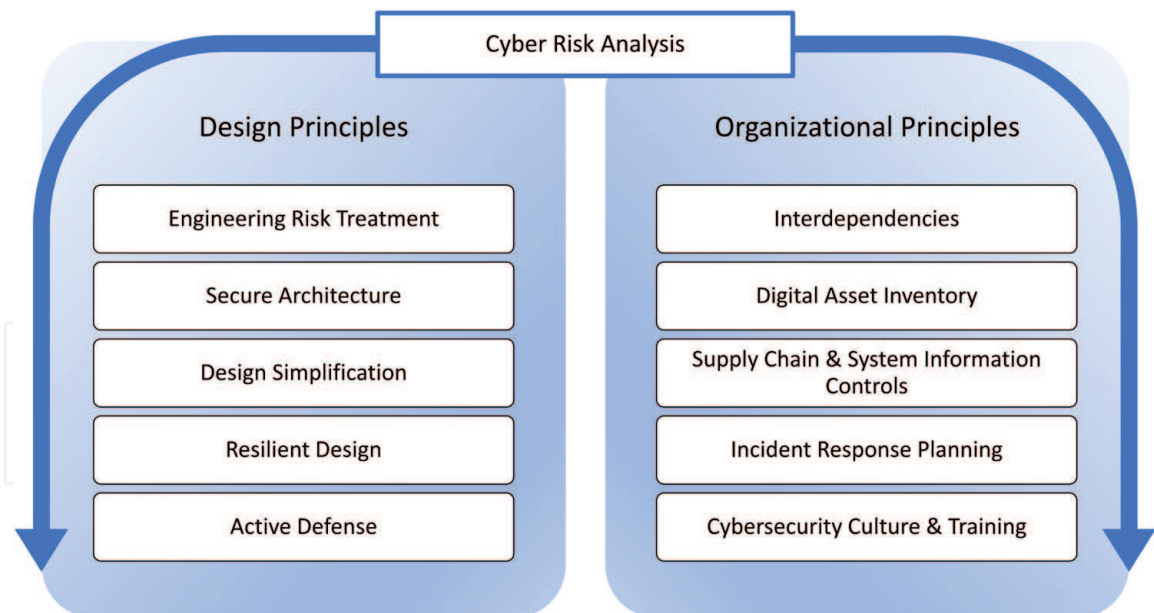 Cyber Risk Analysis
Design Principles
Engineering Risk Treatment
Secure Architecture
Design Simplification
Resilient Design
Active Defense
Organizational Principles
Interdependencies
Digital Asset Inventory
Supply Chain & System Information
Controls
Incident Response Planning
Cybersecurity Culture & Training